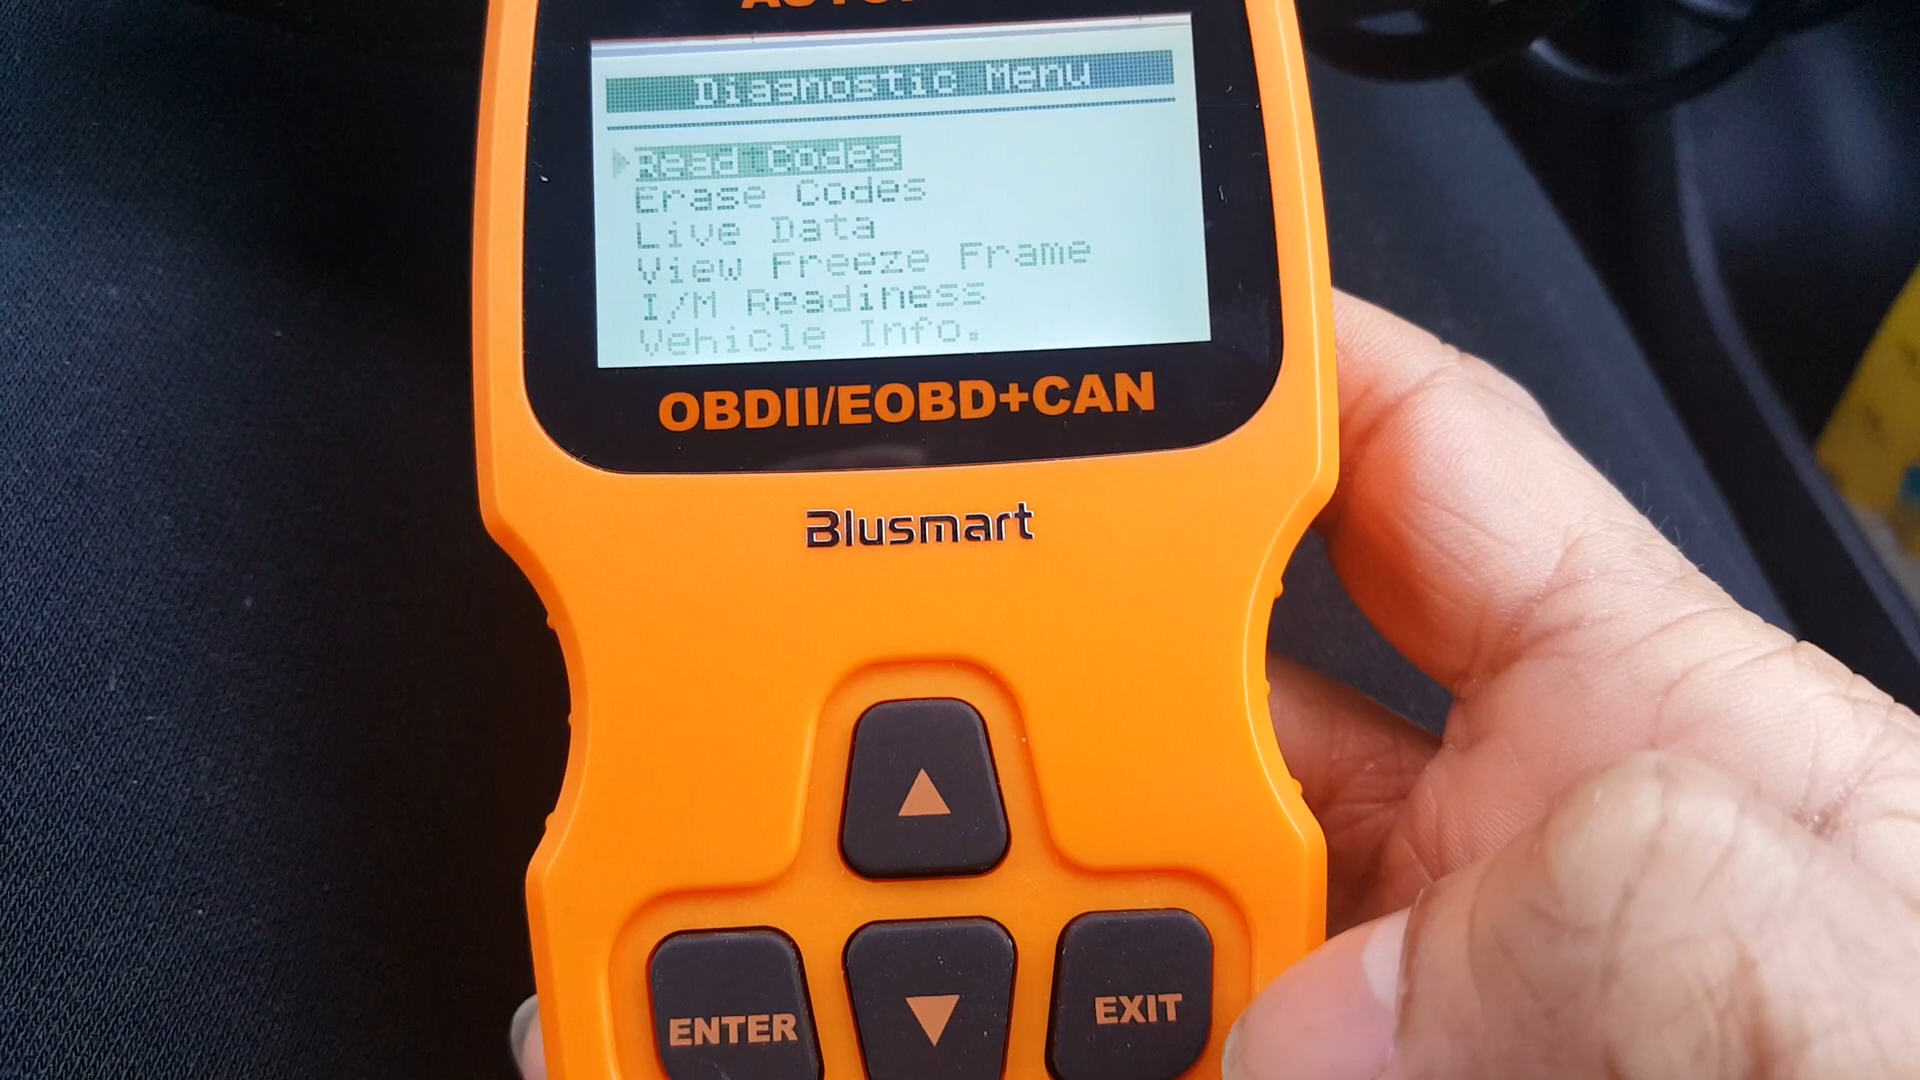 Diagnostic Menu
Read Codes
Erase Codes
Live Data
View Freeze Frame
I/M Readiness
Vehicle Info.
OBDII/EOBD+CAN
Blusmart
ENTER
EXIT